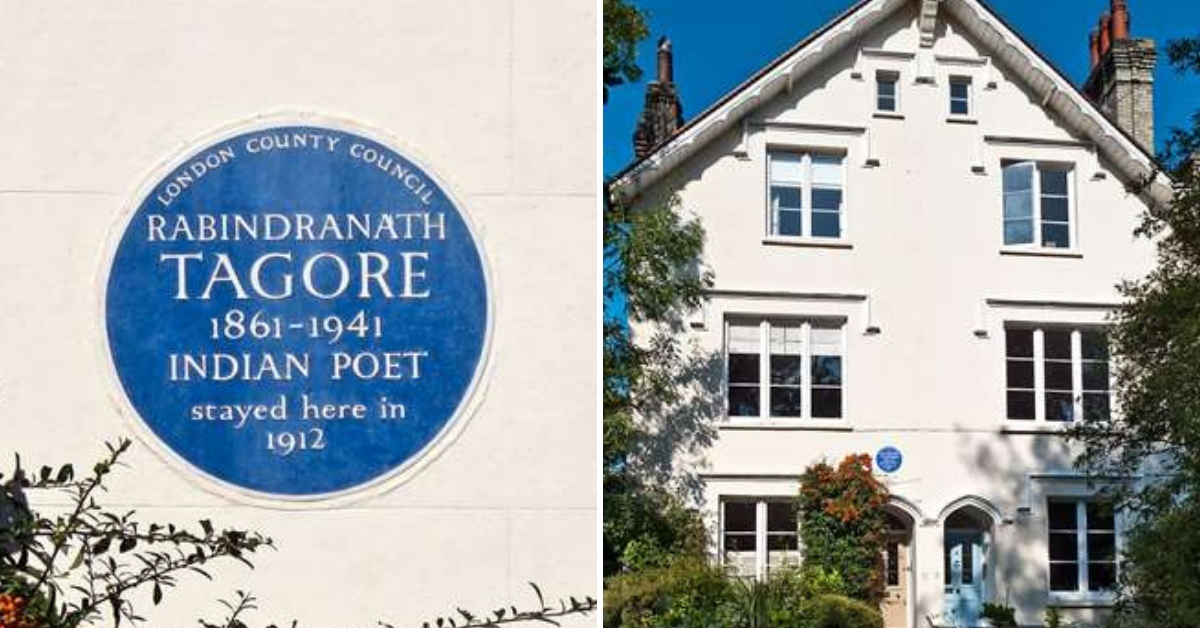 LONDON COUNTY COUNCIL
RABINDRANATH
TAGORE
1861-1941
INDIAN POET
stayed here in
1912